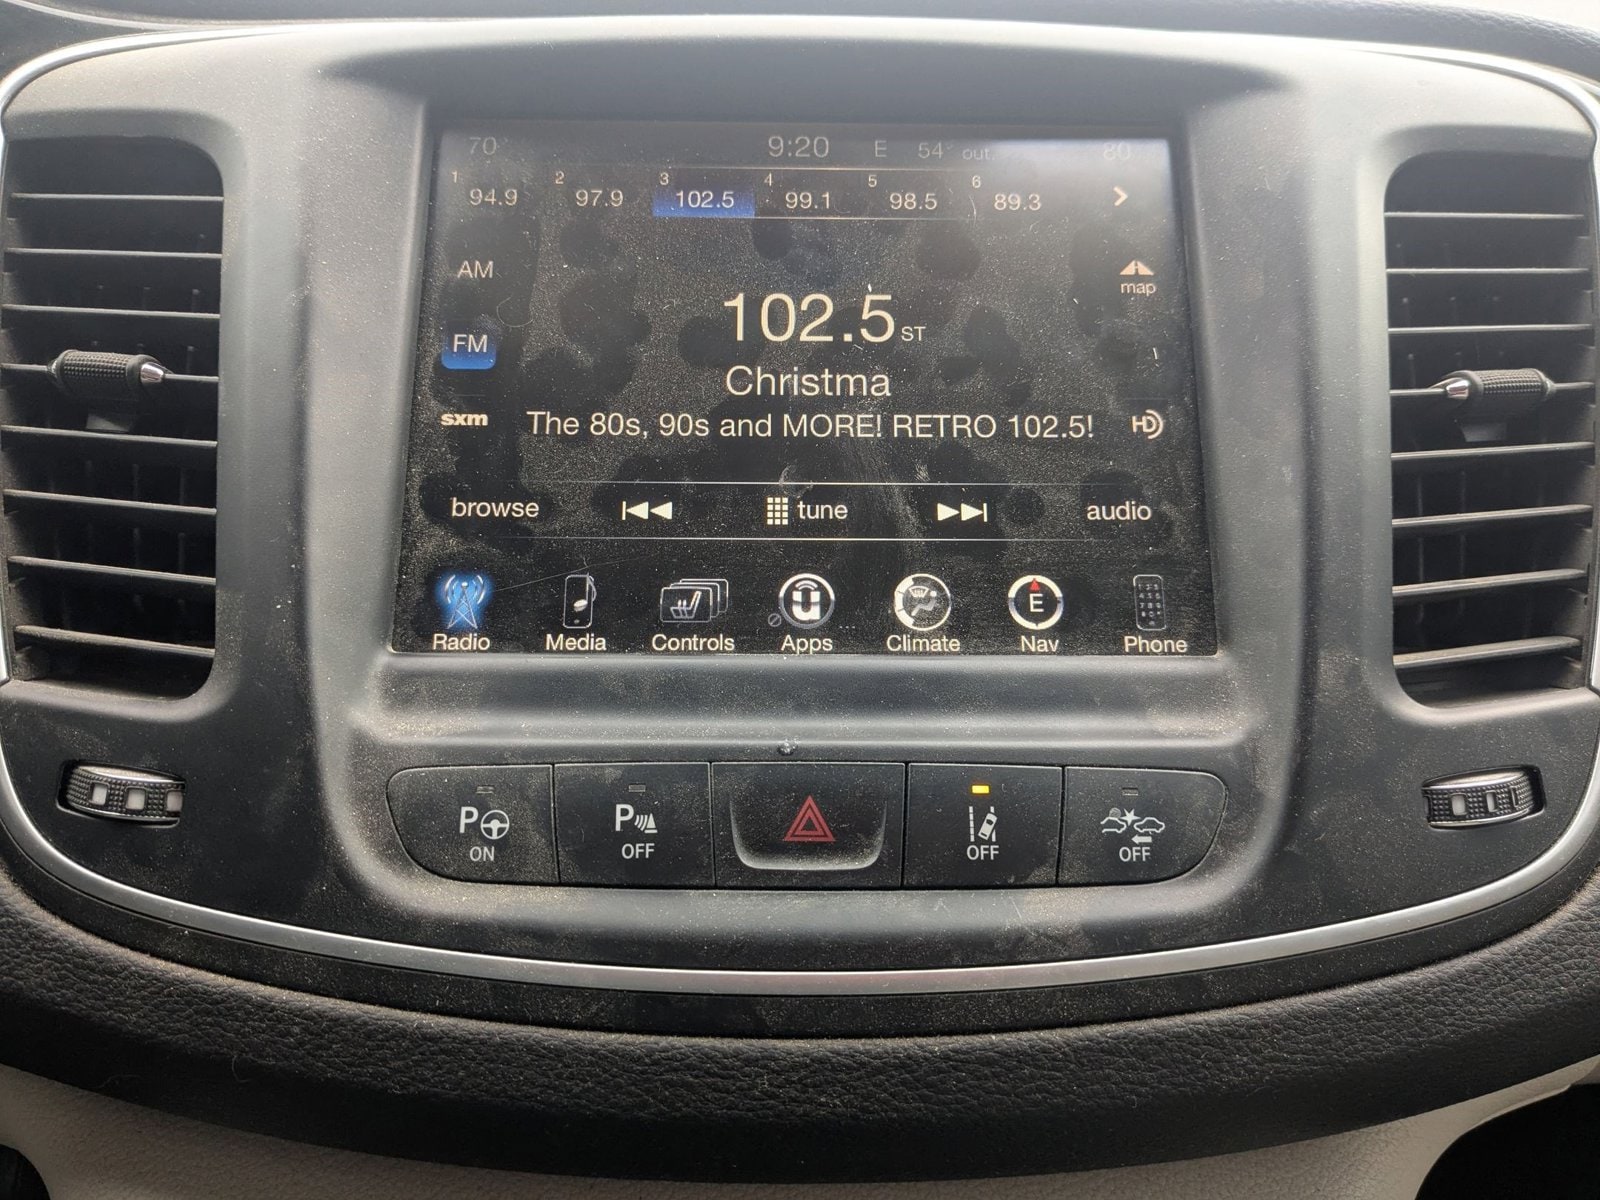 70° 9:20 E 54° out. 80
1 2 3 4 5 6
94.9 97.9 102.5 99.1 98.5 89.3
AM
map
102.5 ST
FM
Christma
sxm The 80s, 90s and MORE! RETRO 102.5! HD
browse tune audio
U E
Radio Media Controls Apps Climate Nav Phone
P P
ON OFF OFF OFF